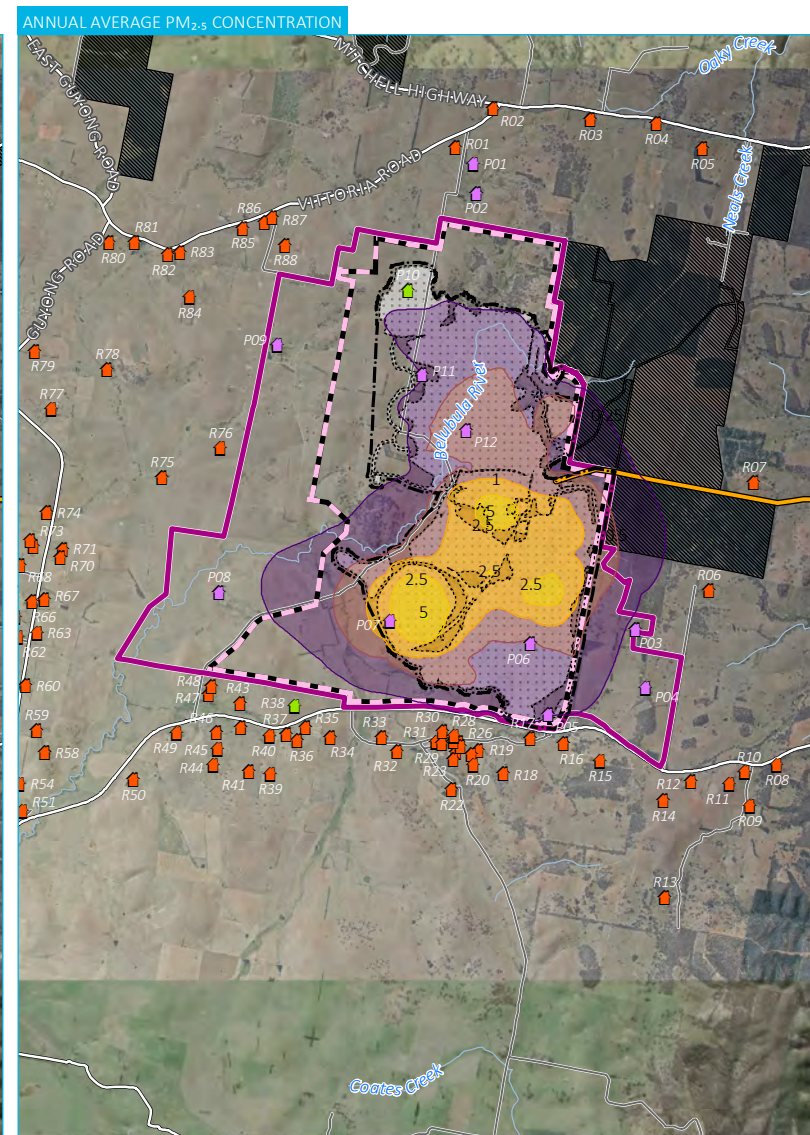 ANNUAL AVERAGE PM2.5 CONCENTRATION
MITCHELL HIGHWAY
Oaky Creek
EAST GUYONG ROAD
R02
R03
R04
R01
R05
P01
VITTORIA ROAD
P02
Neals Creek
R86
R87
R81
R85
R80
R83
R88
R82
GUYONG ROAD
P10
R84
P09
R79
R78
P11
R77
Belubula River
P12
R76
R75
1
R07
5
R74
2.5
R73
R71
R70
2.5
R68
2.5
2.5
R06
P08
R67
5
R66
P07
R63
P03
R62
P06
R60
R48
P04
R47
R43
R38
P05
R59
R46
R37
R35
R30
R28
R49
R40
R33
R31
R26
R34
R36
R16
R58
R45
R29
R19
R44
R23
R15
R41
R39
R20
R18
R10
R54
R50
R12
R11
R08
R22
R51
R14
R09
R13
Coates Creek